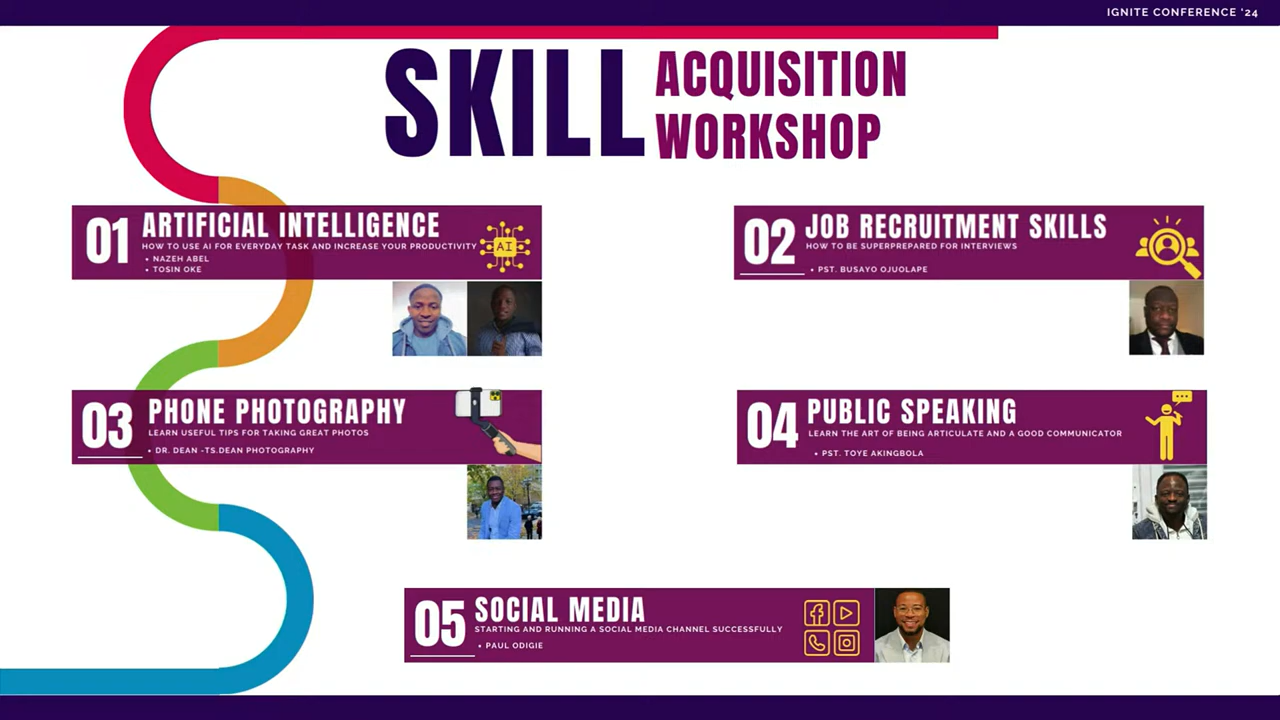 IGNITE CONFERENCE '24
SKILL
ACQUISITION
WORKSHOP
01
ARTIFICIAL INTELLIGENCE
HOW TO USE AI FOR EVERYDAY TASK AND INCREASE YOUR PRODUCTIVITY
• NAZEH ABEL
• TOSIN OKE
AI
02
JOB RECRUITMENT SKILLS
HOW TO BE SUPERPREPARED FOR INTERVIEWS
• PST. BUSAYO OJUOLAPE
03
PHONE PHOTOGRAPHY
LEARN USEFUL TIPS FOR TAKING GREAT PHOTOS
• DR. DEAN -TS.DEAN PHOTOGRAPHY
04
PUBLIC SPEAKING
LEARN THE ART OF BEING ARTICULATE AND A GOOD COMMUNICATOR
• PST. TOYE AKINGBOLA
05
SOCIAL MEDIA
STARTING AND RUNNING A SOCIAL MEDIA CHANNEL SUCCESSFULLY
• PAUL ODIGIE